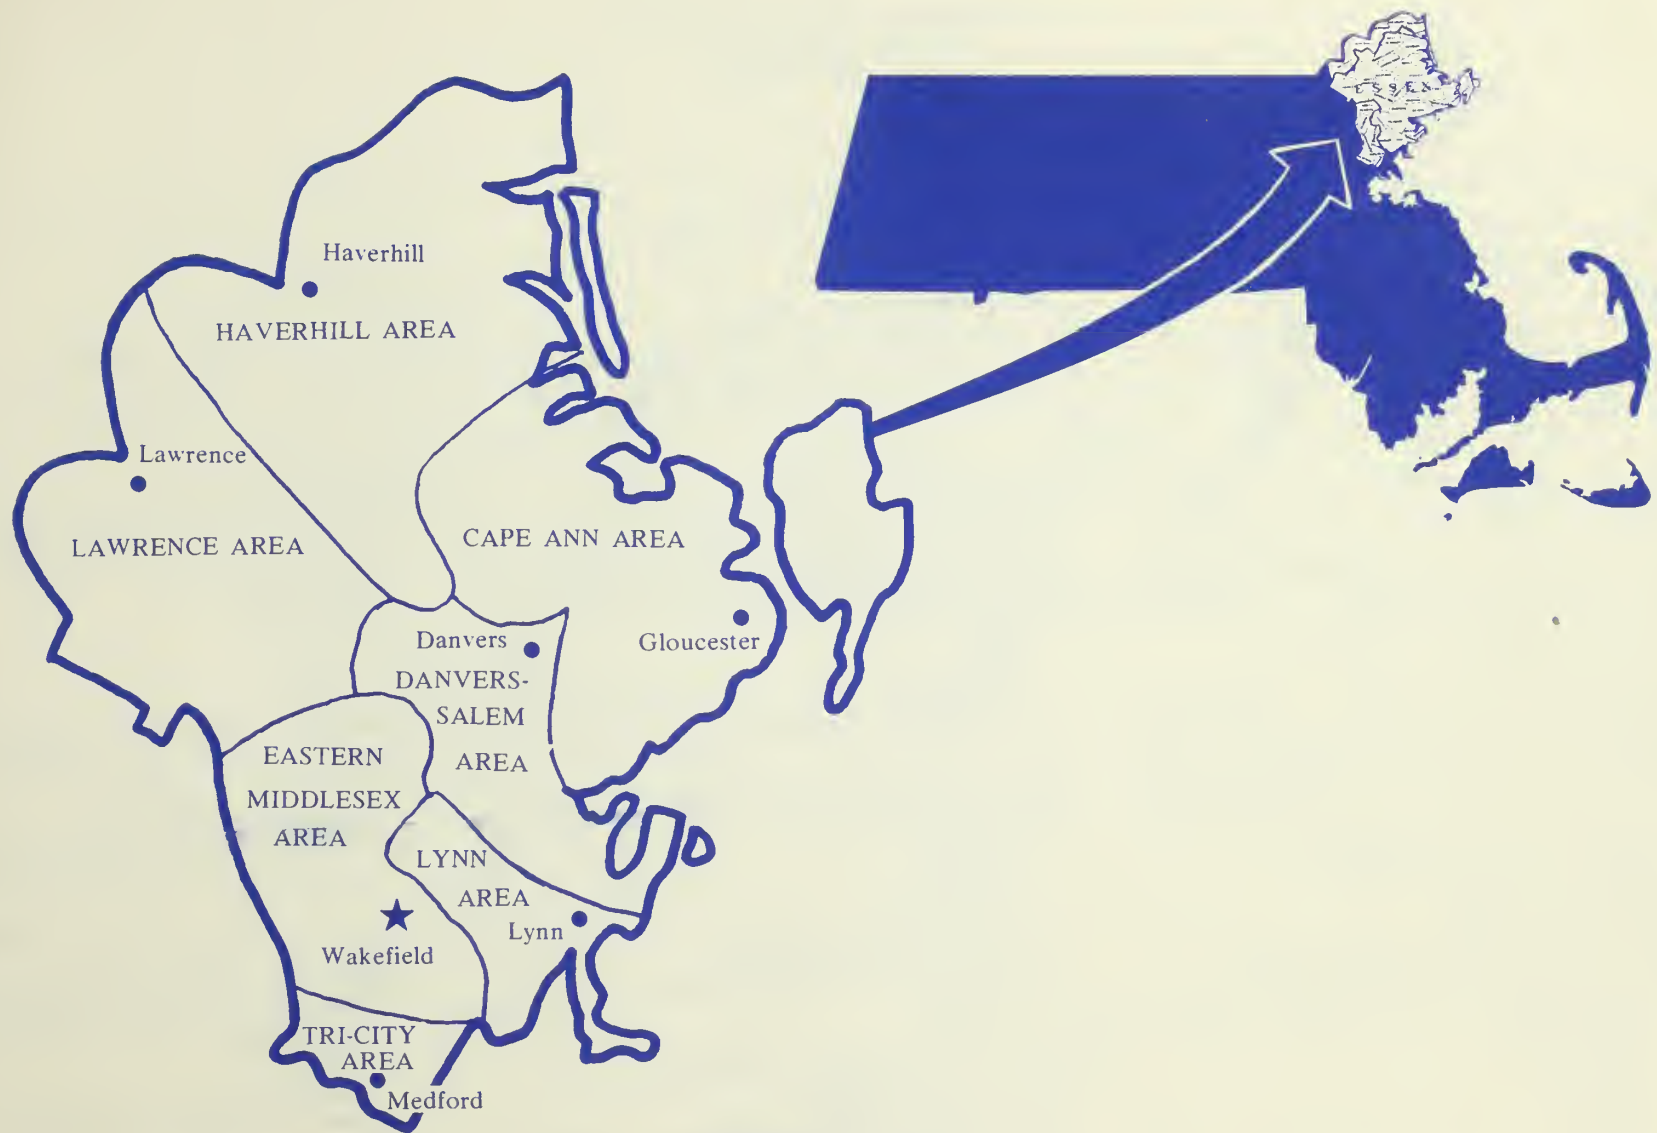 ESSEX
Haverhill
HAVERHILL AREA
Lawrence
LAWRENCE AREA
CAPE ANN AREA
Gloucester
Danvers
DANVERS-
SALEM
AREA
EASTERN
MIDDLESEX
AREA
LYNN
AREA
Lynn
Wakefield
TRI-CITY
AREA
Medford